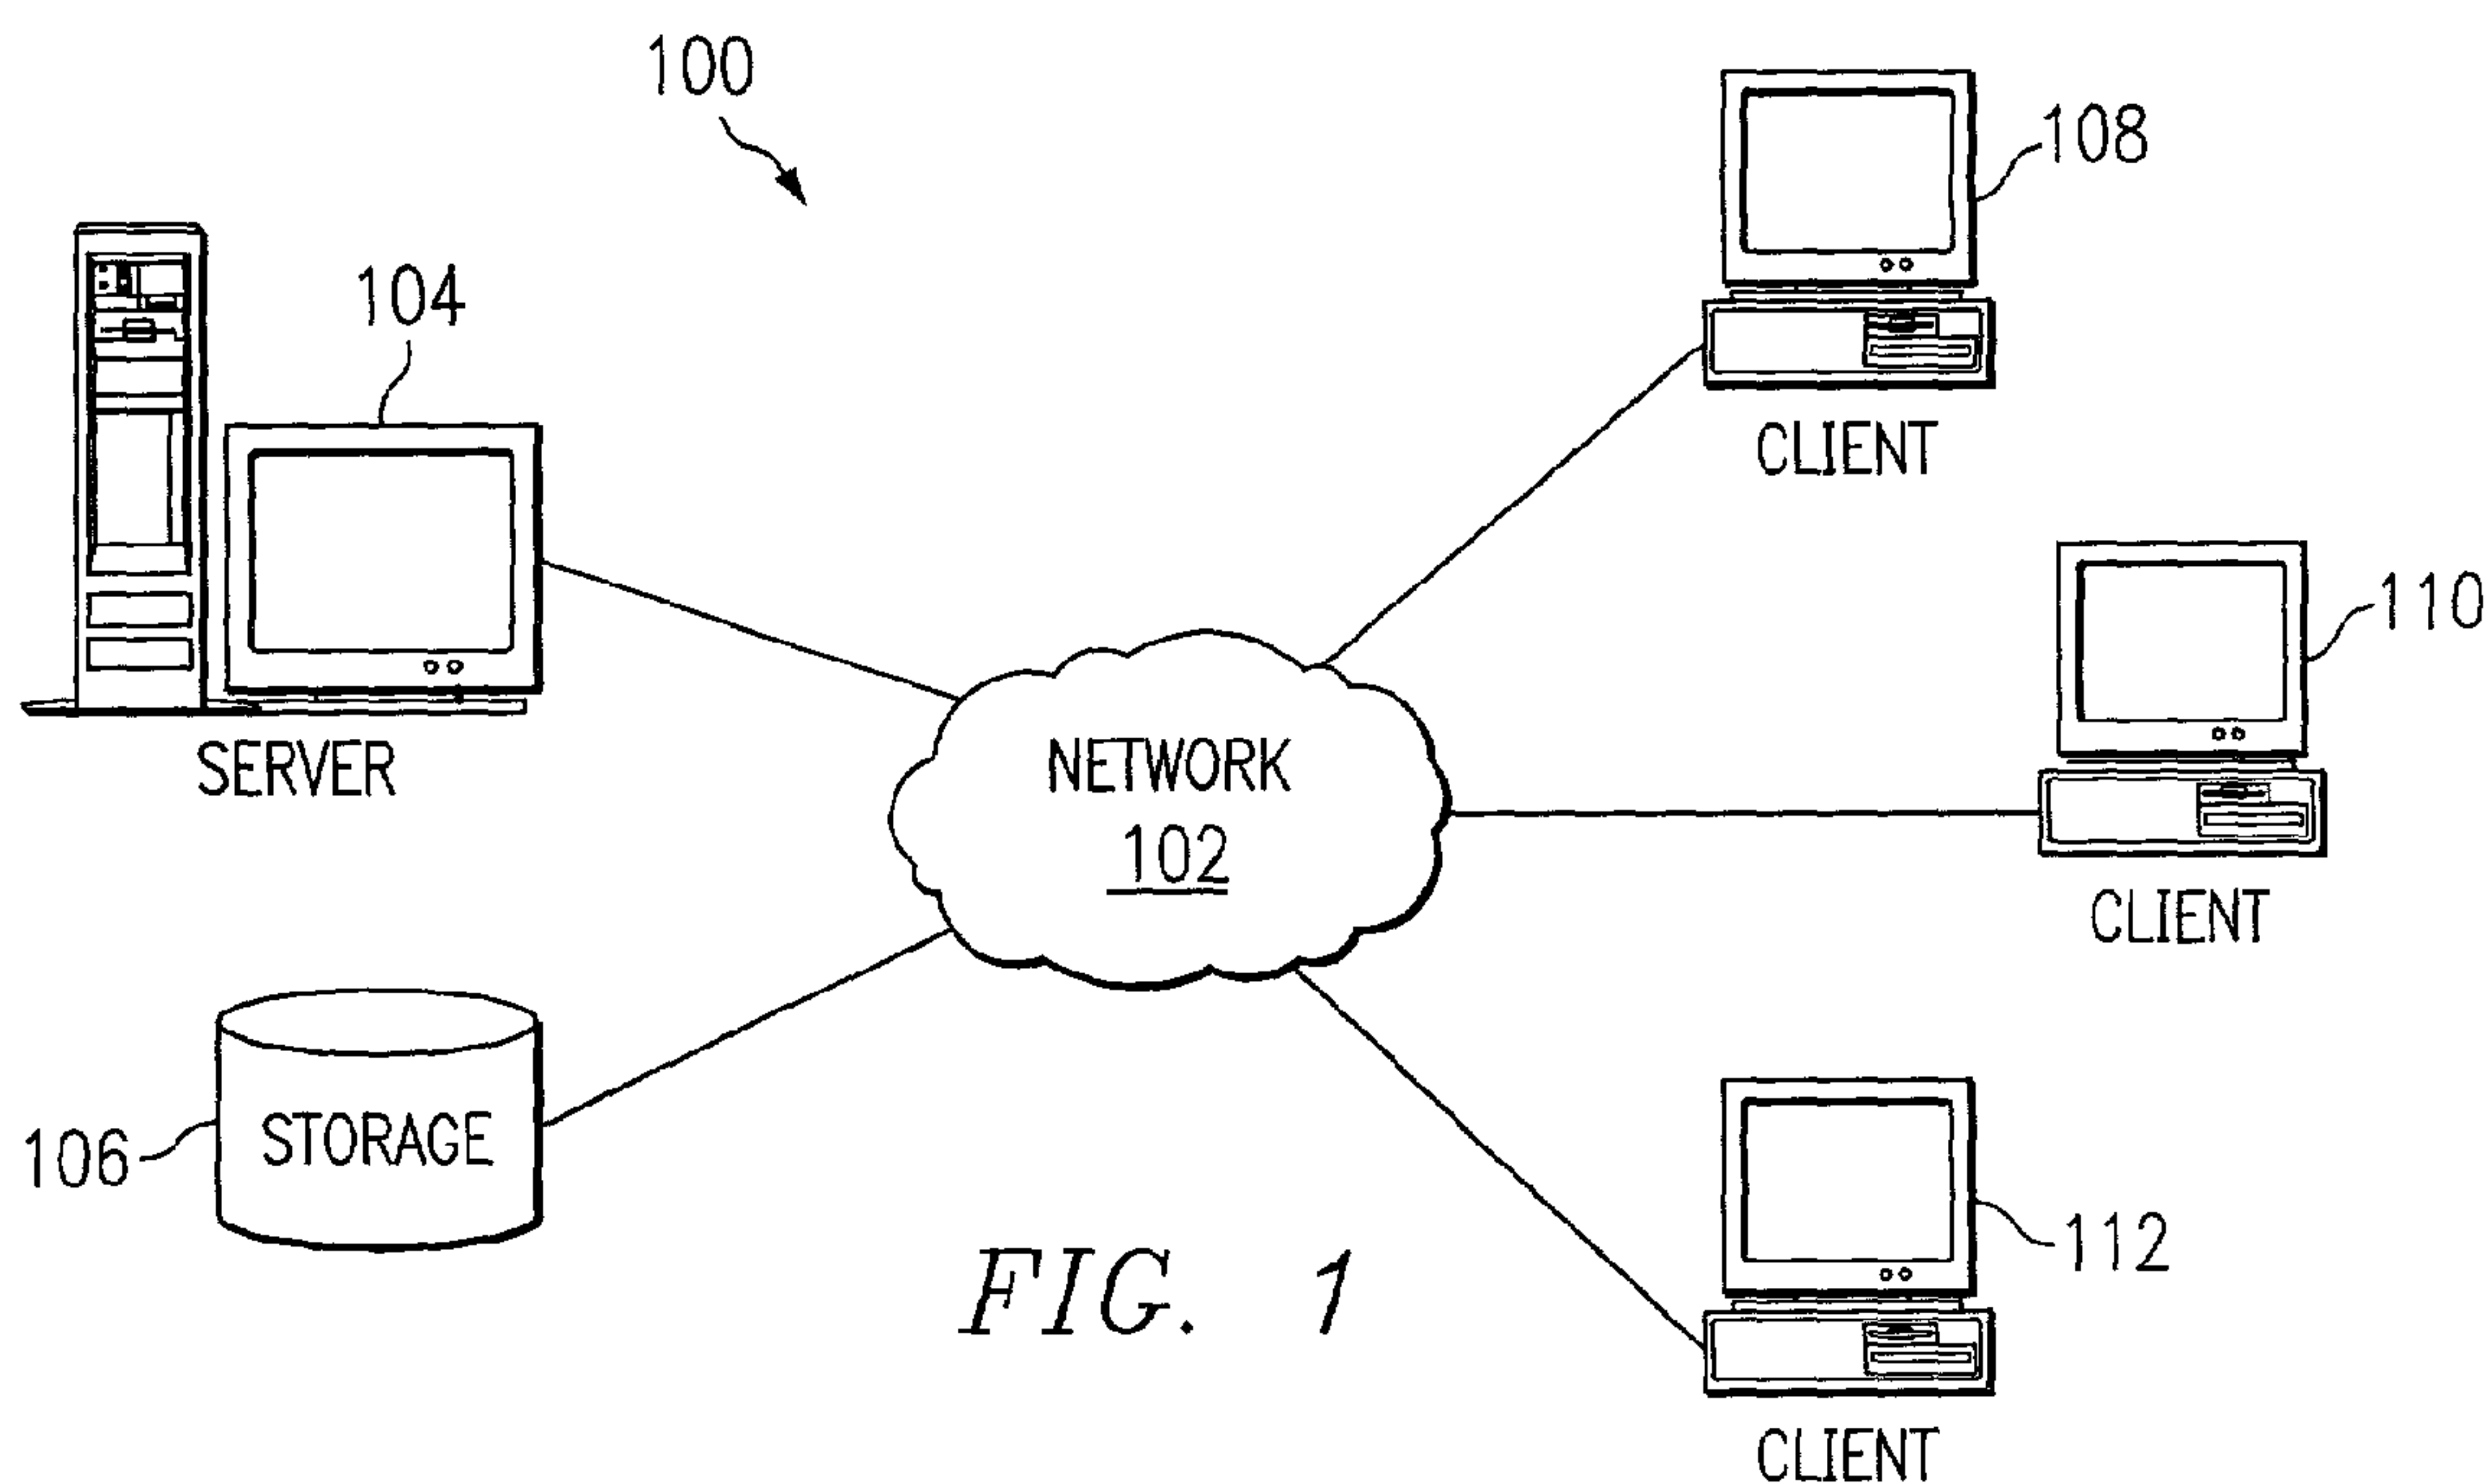 100
108
104
CLIENT
110
SERVER
NETWORK
102
CLIENT
106
STORAGE
112
FIG. 1
CLIENT